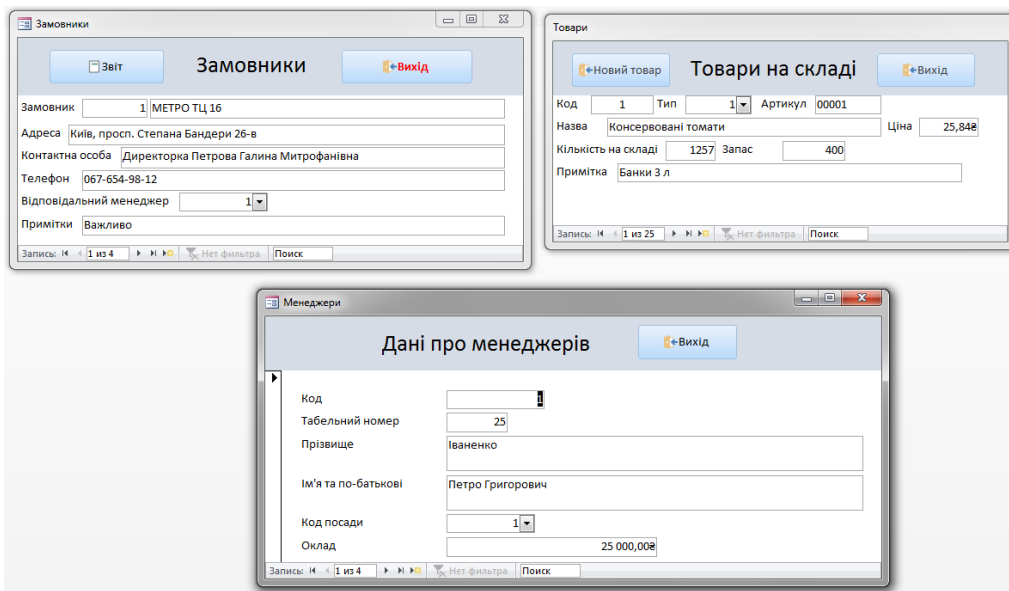 Замовники
Звіт
Замовники
Вихід
Замовник 1 МЕТРО ТЦ 16
Адреса Київ, просп. Степана Бандери 26-в
Контактна особа Директорка Петрова Галина Митрофанівна
Телефон 067-654-98-12
Відповідальний менеджер 1
Примітки Важливо
Запись: 1 из 4 Нет фильтра Поиск
Товари
Новий товар
Товари на складі
Вихід
Код 1 Тип 1 Артикул 00001
Назва Консервовані томати Ціна 25,84₴
Кількість на складі 1257 Запас 400
Примітка Банки 3 л
Запись: 1 из 25 Нет фильтра Поиск
Менеджери
Дані про менеджерів
Вихід
Код 1
Табельний номер 25
Прізвище Іваненко
Ім'я та по-батькові Петро Григорович
Код посади 1
Оклад 25 000,00₴
Запись: 1 из 4 Нет фильтра Поиск